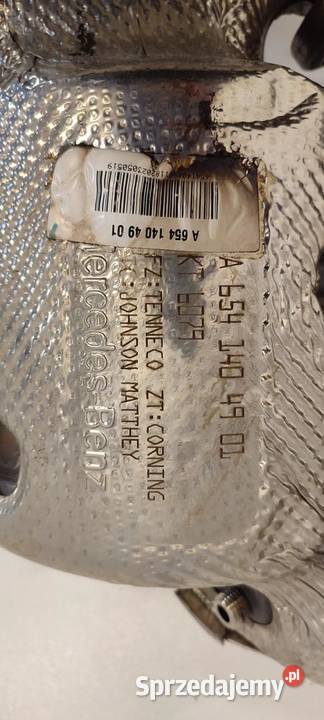 A 654 140 49 01
A 654 140 49 01
KT 6079
FZ:TENNECO ZT:CORNING
:JOHNSON MATTHEY
Mercedes-Benz
Sprzedajemy.pl